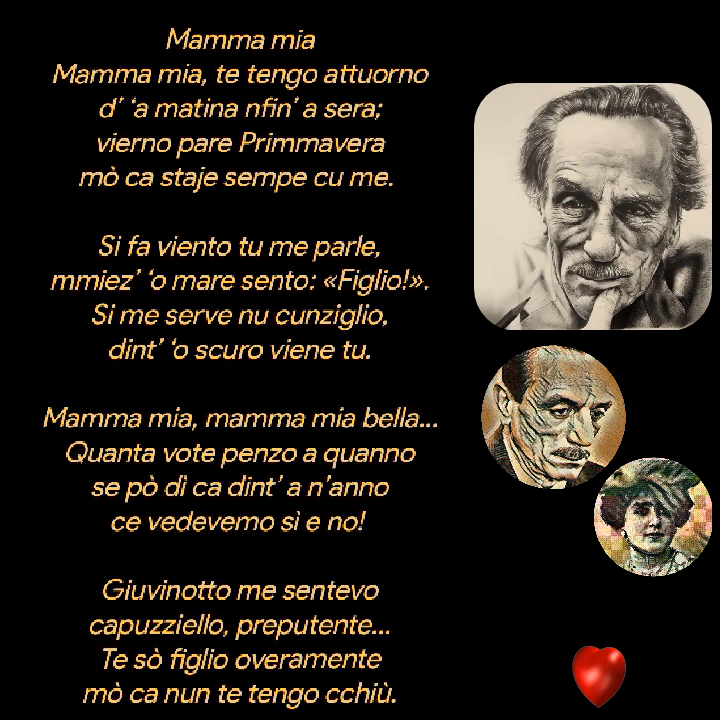 Mamma mia
Mamma mia, te tengo attuorno
d’ ‘a matina nfin’ a sera;
vierno pare Primmavera
mò ca staje sempe cu me.
Si fa viento tu me parle,
mmiez’ ‘o mare sento: «Figlio!».
Si me serve nu cunziglio,
dint’ ‘o scuro viene tu.
Mamma mia, mamma mia bella...
Quanta vote penzo a quanno
se pò dì ca dint’ a n’anno
ce vedevemo sì e no!
Giuvinotto me sentevo
capuzziello, preputente...
Te sò figlio overamente
mò ca nun te tengo cchiù.